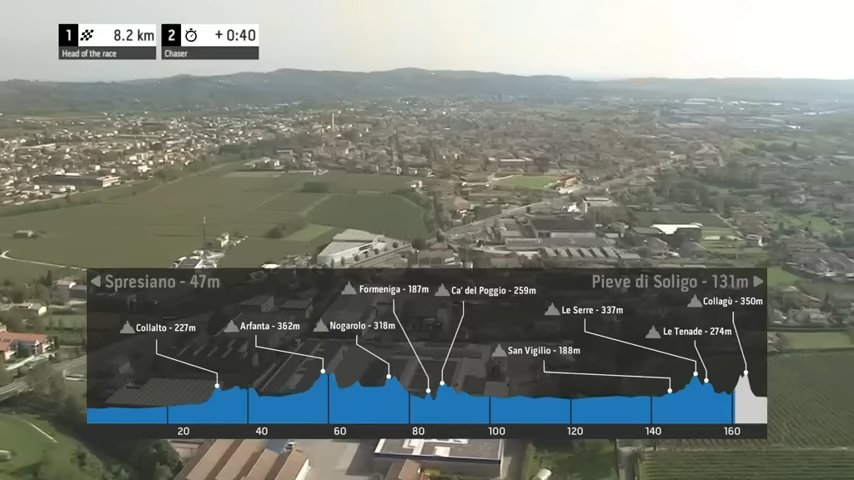 1 8.2 km 2 + 0:40
Head of the race Chaser
Spresiano - 47m Pieve di Soligo - 131m
Formeniga - 187m Ca' del Poggio - 259m
Collagù - 350m
Le Serre - 337m
Collalto - 227m Arfanta - 362m Nogarolo - 318m
Le Tenade - 274m
San Vigilio - 188m
20 40 60 80 100 120 140 160